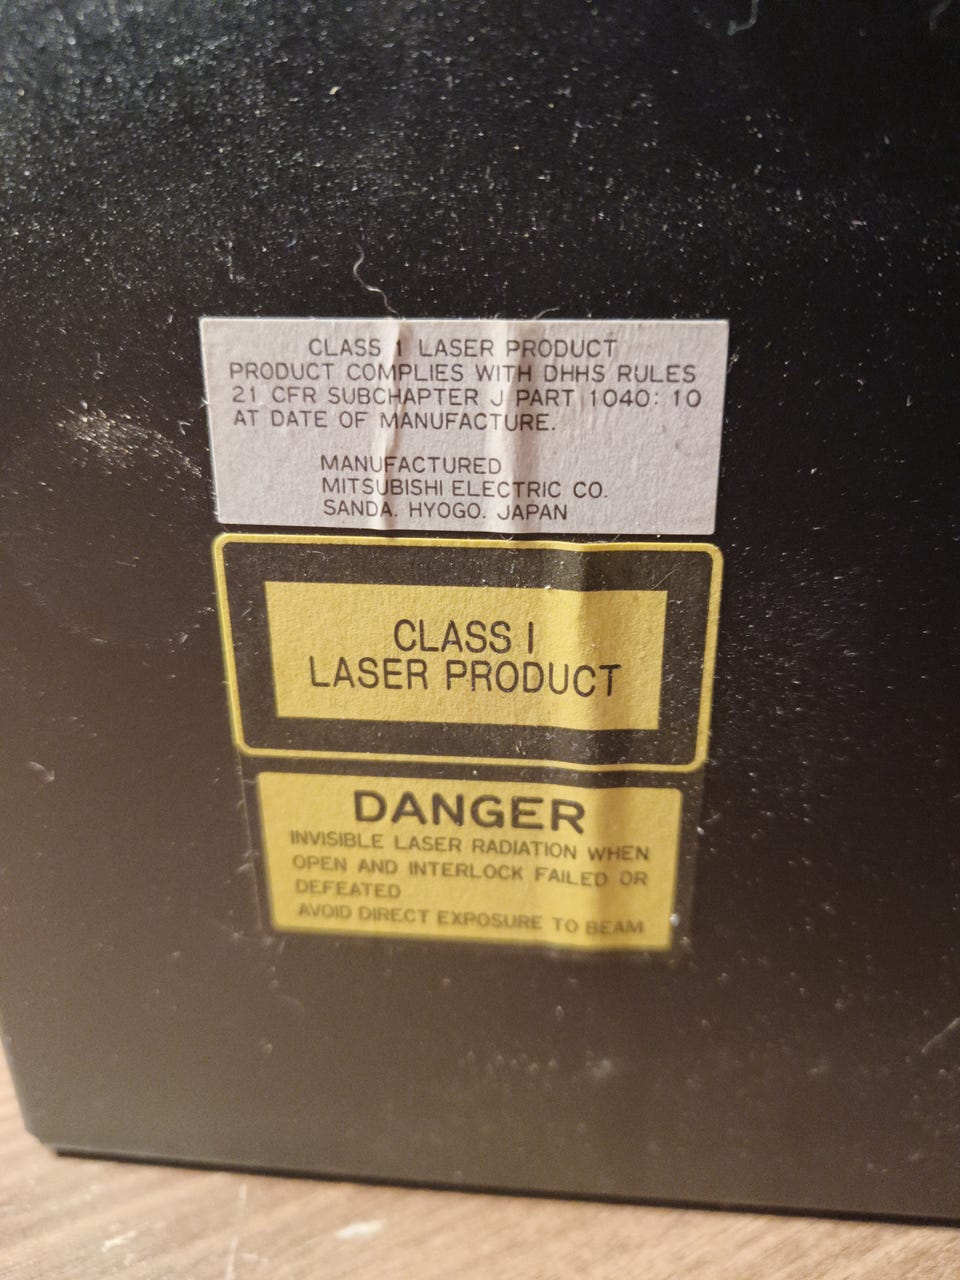 CLASS 1 LASER PRODUCT
PRODUCT COMPLIES WITH DHHS RULES
21 CFR SUBCHAPTER J PART 1040: 10
AT DATE OF MANUFACTURE.
MANUFACTURED
MITSUBISHI ELECTRIC CO.
SANDA. HYOGO. JAPAN
CLASS I
LASER PRODUCT
DANGER
INVISIBLE LASER RADIATION WHEN
OPEN AND INTERLOCK FAILED OR
DEFEATED
AVOID DIRECT EXPOSURE TO BEAM